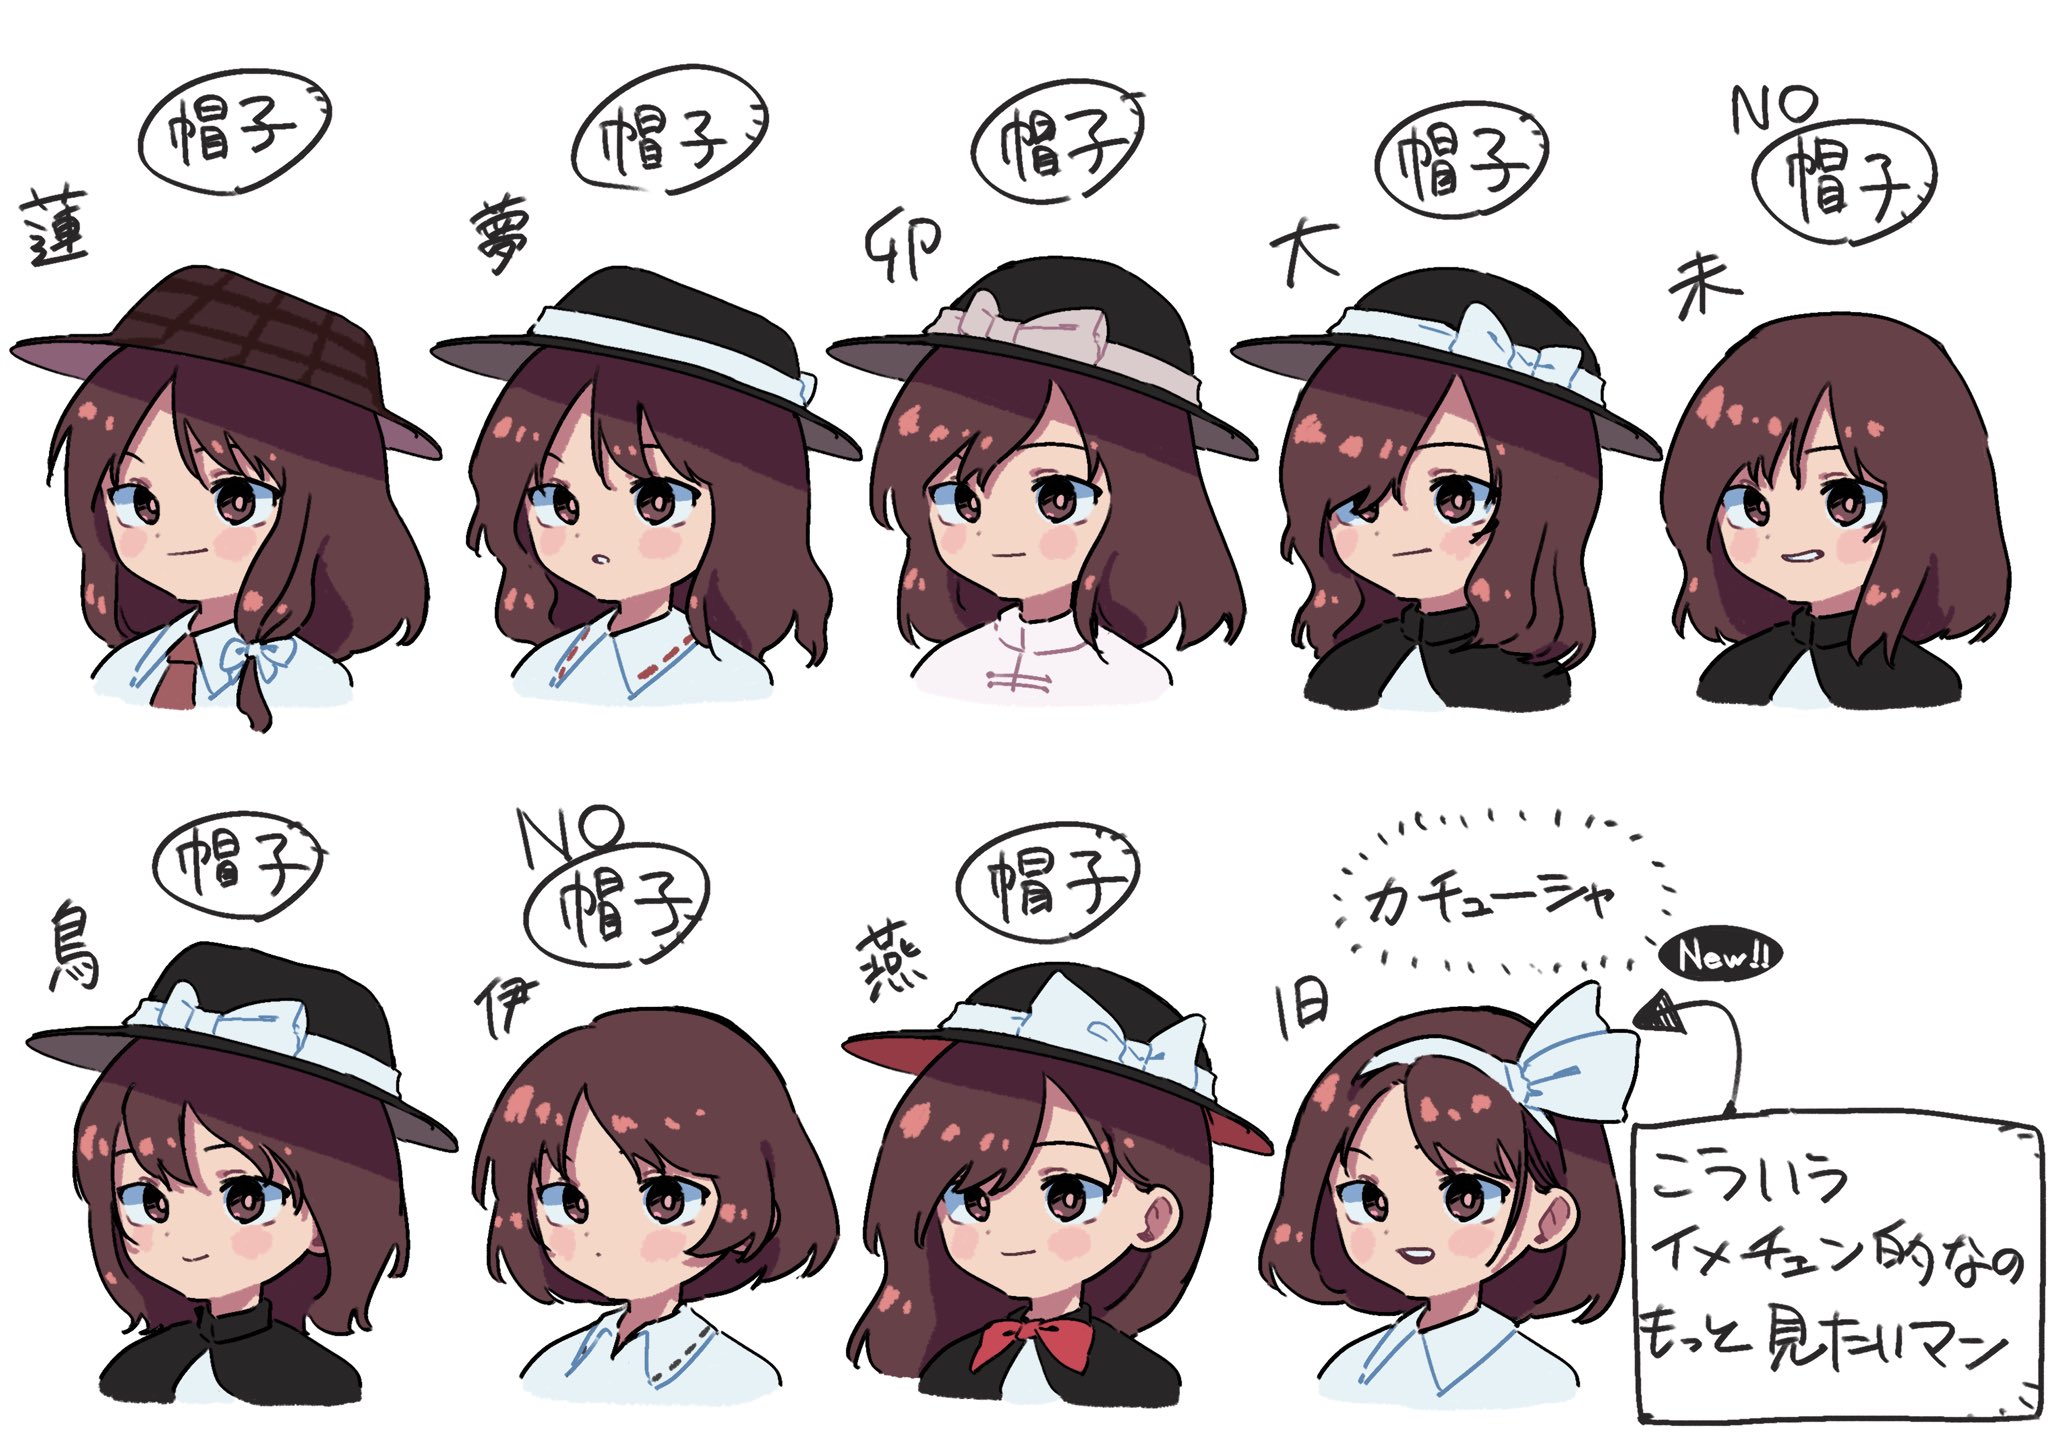 帽子
蓮
帽子
夢
帽子
卯
帽子
大
NO
帽子
未
帽子
鳥
NO
帽子
伊
帽子
燕
カチューシャ
New!!
旧
こういう
イメチェン的なの
もっと見たいマン